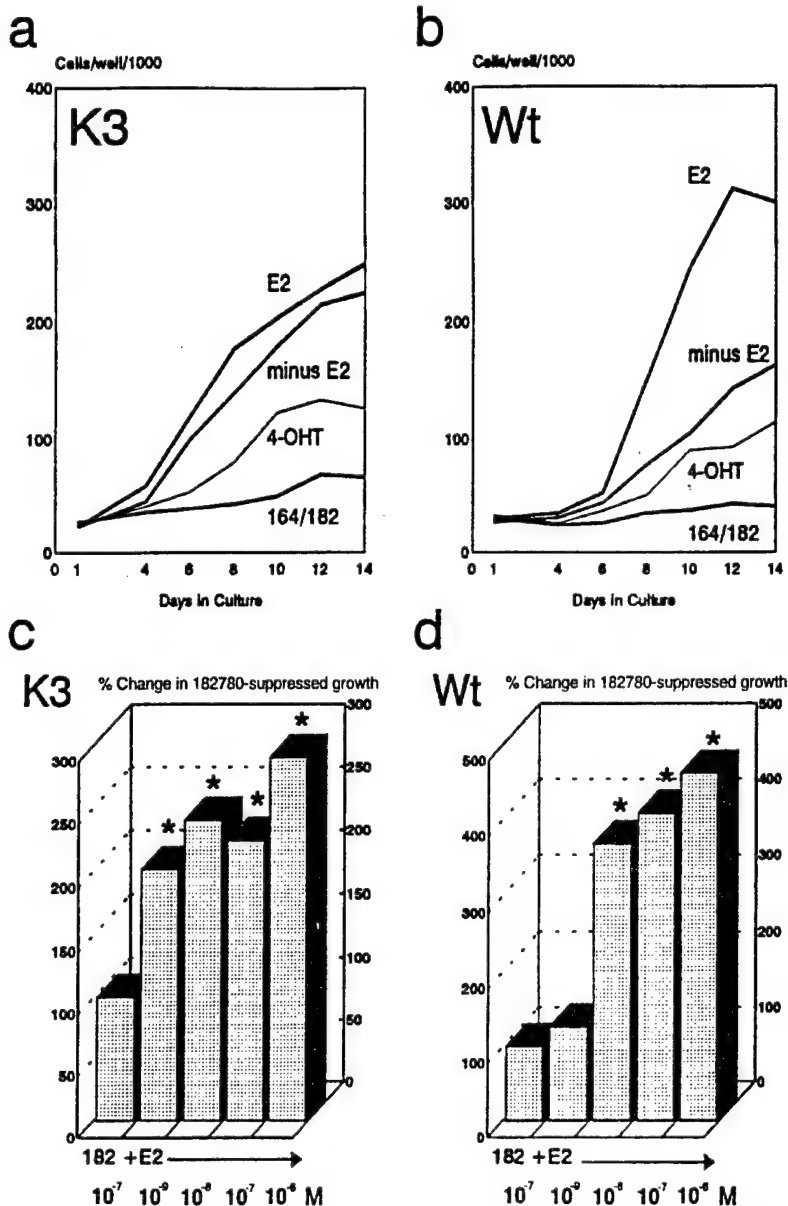 a
Cells/well/1000
K3
400
300
200
100
0
E2
minus E2
4-OHT
164/182
0 1 4 6 8 10 12 14
Days in Culture
b
Cells/well/1000
Wt
400
300
200
100
0
E2
minus E2
4-OHT
164/182
0 1 4 6 8 10 12 14
Days in Culture
c
K3
% Change in 182780-suppressed growth
300
250
200
150
100
50
0
300
250
200
150
100
50
0
* * * *
182 +E2
10⁻⁷ 10⁻⁹ 10⁻⁸ 10⁻⁷ 10⁻⁶ M
d
Wt
% Change in 182780-suppressed growth
500
400
300
200
100
0
500
400
300
200
100
0
* * *
182 +E2
10⁻⁷ 10⁻⁹ 10⁻⁸ 10⁻⁷ 10⁻⁶ M